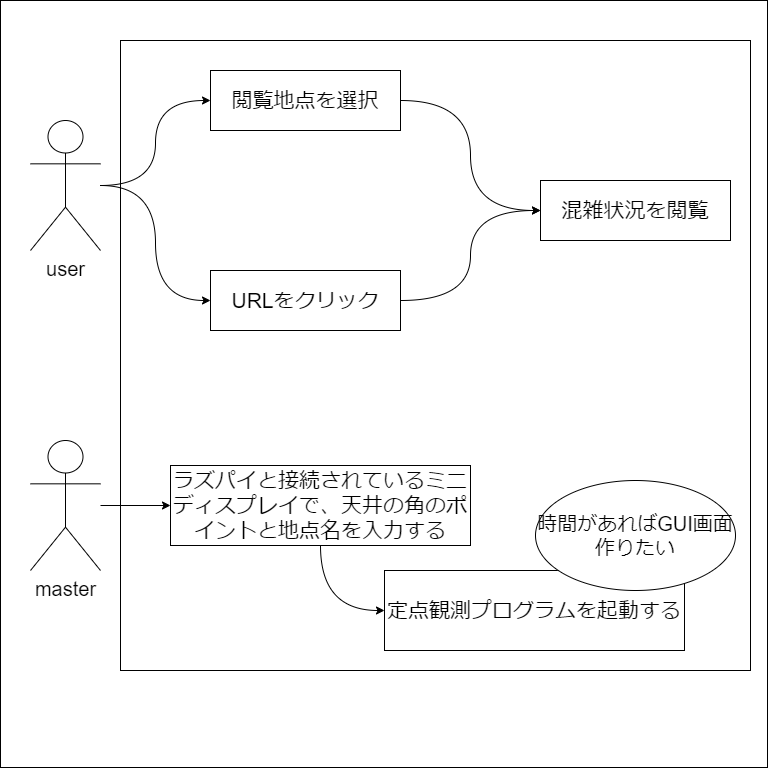 閲覧地点を選択
混雑状況を閲覧
user
URLをクリック
ラズパイと接続されているミニ
ディスプレイで、天井の角のポ
イントと地点名を入力する
時間があればGUI画面
作りたい
master
定点観測プログラムを起動する